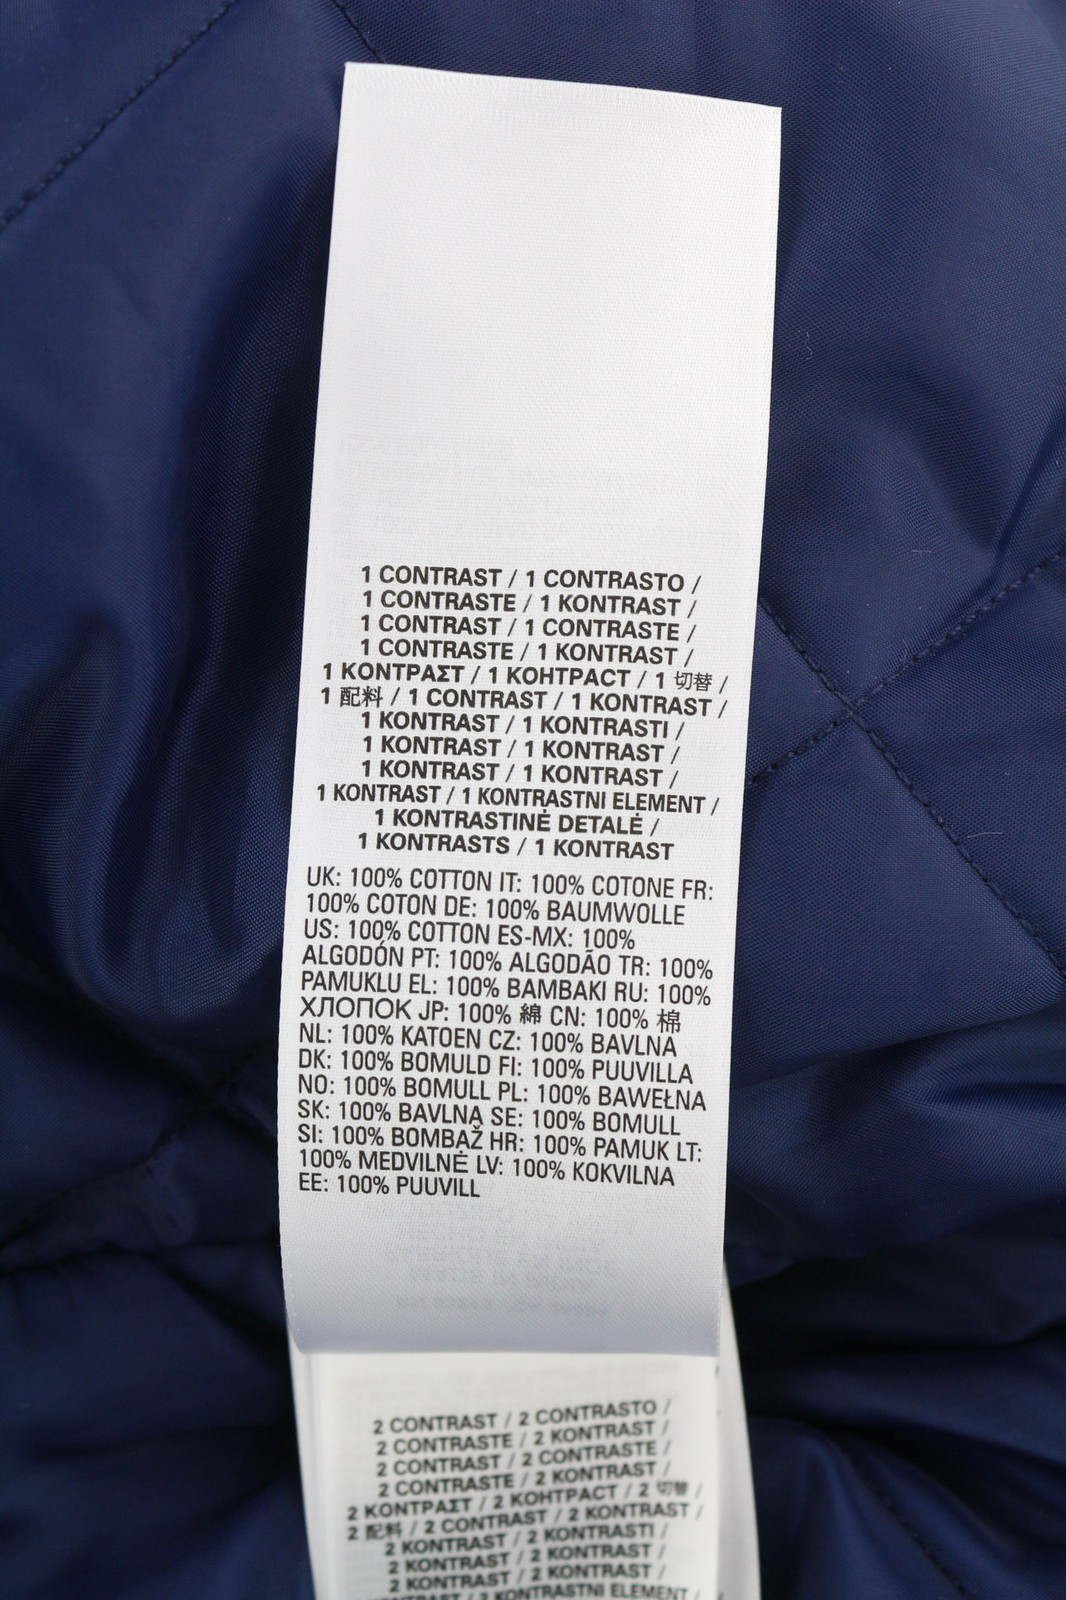 1 CONTRAST / 1 CONTRASTO /
1 CONTRASTE / 1 KONTRAST /
1 CONTRAST / 1 CONTRASTE /
1 CONTRASTE / 1 KONTRAST /
1 ΚΟΝΤΡΑΣΤ / 1 КОНТРАСТ / 1 切替 /
1 配料 / 1 CONTRAST / 1 KONTRAST /
1 KONTRAST / 1 KONTRASTI /
1 KONTRAST / 1 KONTRAST /
1 KONTRAST / 1 KONTRAST /
1 KONTRAST / 1 KONTRASTNI ELEMENT /
1 KONTRASTINĖ DETALĖ /
1 KONTRASTS / 1 KONTRAST
UK: 100% COTTON IT: 100% COTONE FR:
100% COTON DE: 100% BAUMWOLLE
US: 100% COTTON ES-MX: 100%
ALGODÓN PT: 100% ALGODÃO TR: 100%
PAMUKLU EL: 100% ΒΑΜΒΑΚΙ RU: 100%
ХЛОПОК JP: 100% 綿 CN: 100% 棉
NL: 100% KATOEN CZ: 100% BAVLNA
DK: 100% BOMULD FI: 100% PUUVILLA
NO: 100% BOMULL PL: 100% BAWEŁNA
SK: 100% BAVLNA SE: 100% BOMULL
SI: 100% BOMBAŽ HR: 100% PAMUK LT:
100% MEDVILNĖ LV: 100% KOKVILNA
EE: 100% PUUVILL
2 CONTRAST / 2 CONTRASTO /
2 CONTRASTE / 2 KONTRAST /
2 CONTRAST / 2 CONTRASTE /
2 CONTRASTE / 2 KONTRAST /
2 ΚΟΝΤΡΑΣΤ / 2 КОНТРАСТ / 2 切替 /
2 配料 / 2 CONTRAST / 2 KONTRAST /
2 KONTRAST / 2 KONTRASTI /
2 KONTRAST / 2 KONTRAST /
2 KONTRAST / 2 KONTRAST /
2 KONTRASTNI ELEMENT /